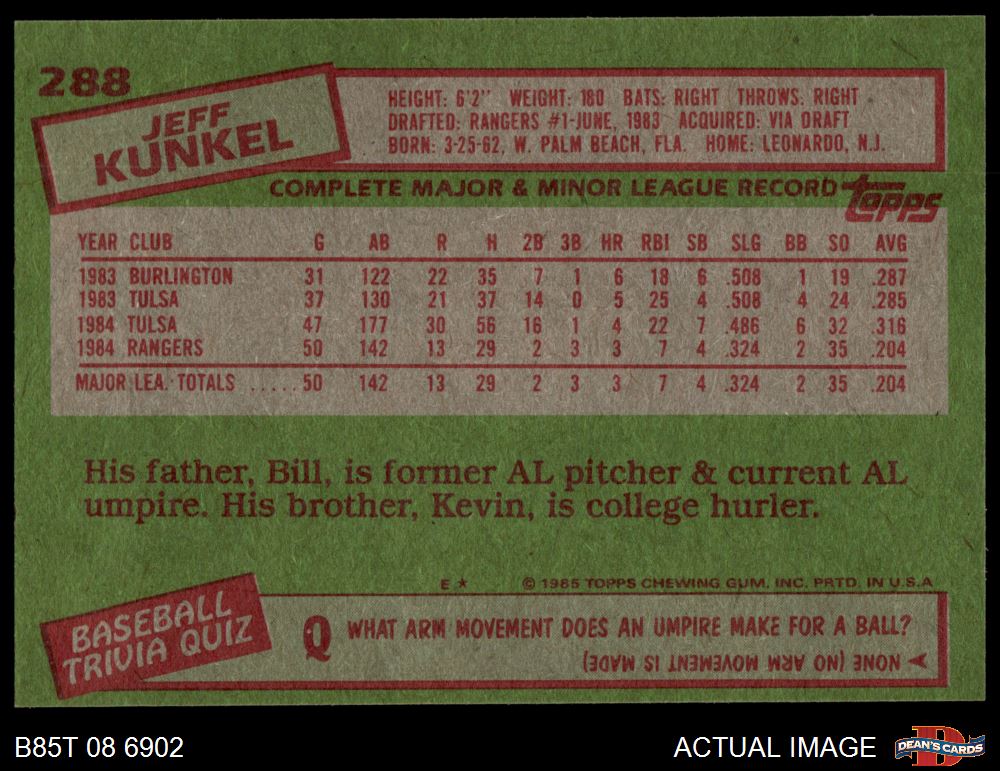 288
JEFF
KUNKEL
HEIGHT: 6'2" WEIGHT: 180 BATS: RIGHT THROWS: RIGHT
DRAFTED: RANGERS #1-JUNE, 1983 ACQUIRED: VIA DRAFT
BORN: 3-25-62, W. PALM BEACH, FLA. HOME: LEONARDO, N.J.
COMPLETE MAJOR & MINOR LEAGUE RECORD topps
YEAR CLUB G AB R H 2B 3B HR RBI SB SLG BB SO AVG
1983 BURLINGTON 31 122 22 35 7 1 6 18 6 .508 1 19 .287
1983 TULSA 37 130 21 37 14 0 5 25 4 .508 4 24 .285
1984 TULSA 47 177 30 56 16 1 4 22 7 .486 6 32 .316
1984 RANGERS 50 142 13 29 2 3 3 7 4 .324 2 35 .204
MAJOR LEA. TOTALS ..... 50 142 13 29 2 3 3 7 4 .324 2 35 .204
His father, Bill, is former AL pitcher & current AL
umpire. His brother, Kevin, is college hurler.
E * © 1985 TOPPS CHEWING GUM, INC. PRTD. IN U.S.A
BASEBALL
TRIVIA QUIZ
Q WHAT ARM MOVEMENT DOES AN UMPIRE MAKE FOR A BALL?
NONE (NO ARM MOVEMENT IS MADE)
B85T 08 6902
ACTUAL IMAGE
D
DEAN'S CARDS